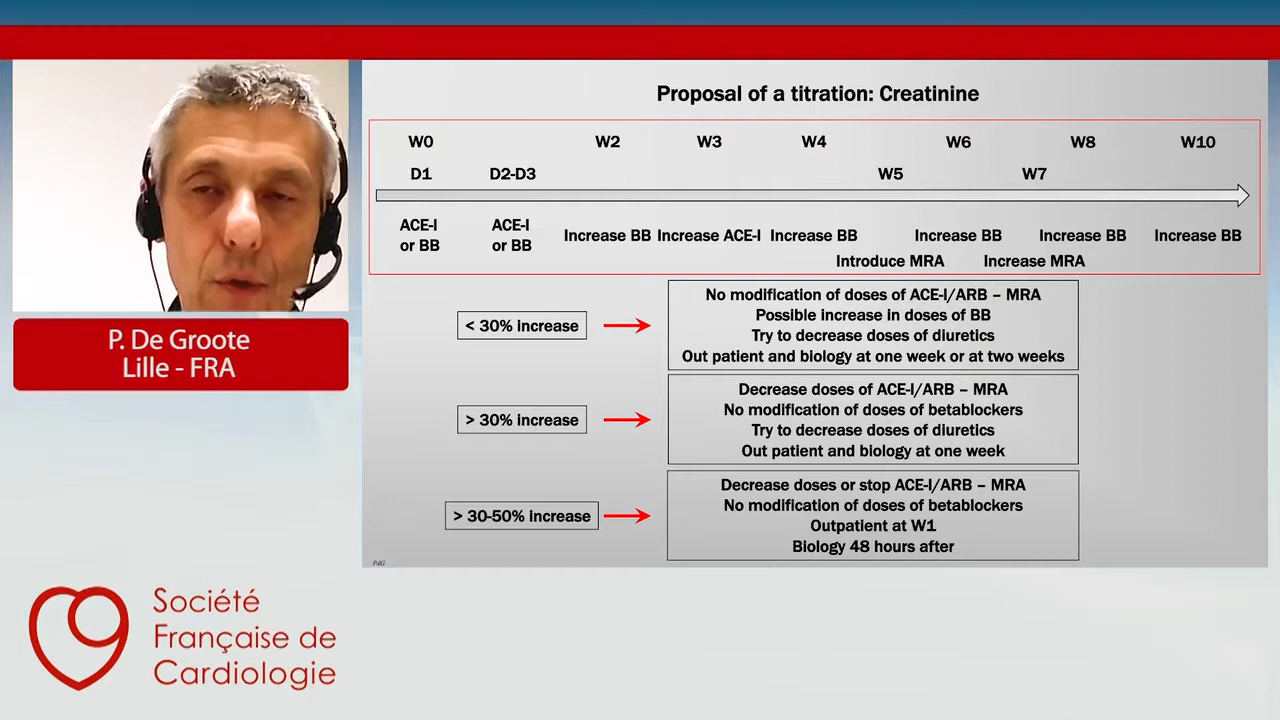 Proposal of a titration: Creatinine
W0 W2 W3 W4 W6 W8 W10
D1 D2-D3 W5 W7
ACE-I
or BB
ACE-I
or BB
Increase BB Increase ACE-I Increase BB Increase BB Increase BB Increase BB
Introduce MRA Increase MRA
< 30% increase
No modification of doses of ACE-I/ARB – MRA
Possible increase in doses of BB
Try to decrease doses of diuretics
Out patient and biology at one week or at two weeks
> 30% increase
Decrease doses of ACE-I/ARB – MRA
No modification of doses of betablockers
Try to decrease doses of diuretics
Out patient and biology at one week
> 30-50% increase
Decrease doses or stop ACE-I/ARB – MRA
No modification of doses of betablockers
Outpatient at W1
Biology 48 hours after
PdG
P. De Groote
Lille - FRA
Société
Française de
Cardiologie